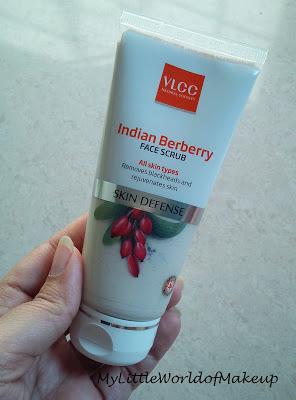 VLCC
NATURAL SCIENCES
Indian Berberry
FACE SCRUB
All skin types
Removes blackheads and
rejuvenates skin
SKIN DEFENSE
MyLittleWorldofMakeup